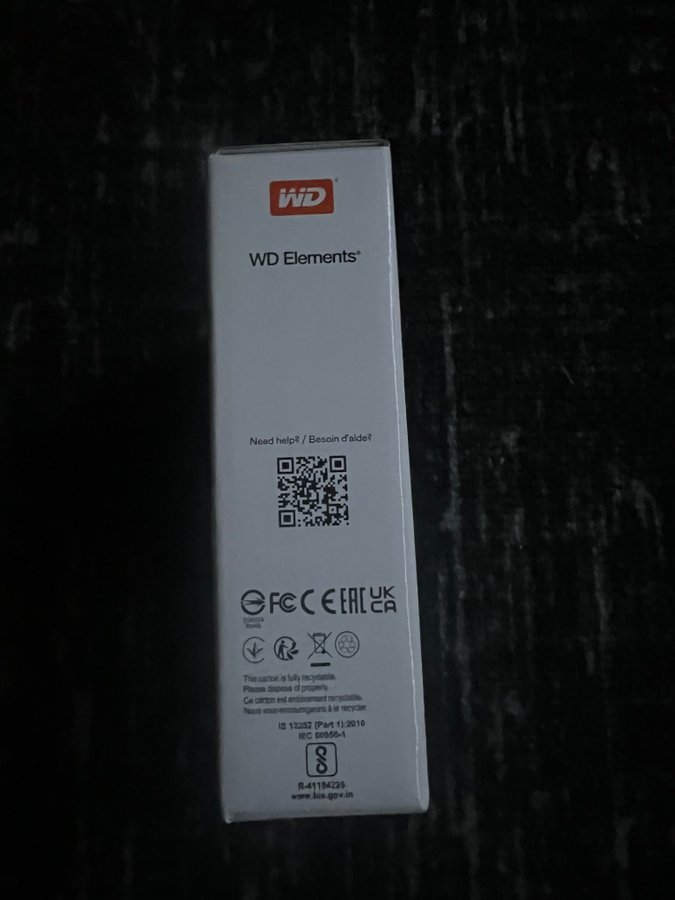 WD
WD Elements®
Need help? / Besoin d'aide?
FC CE EAC UK CA
This carton is fully recyclable.
Please dispose of properly.
Ce carton est entièrement recyclable.
Nous vous encourageons à le recycler
IS 13252 (Part 1):2010
IEC 60950-1
R-41184226
www.bis.gov.in